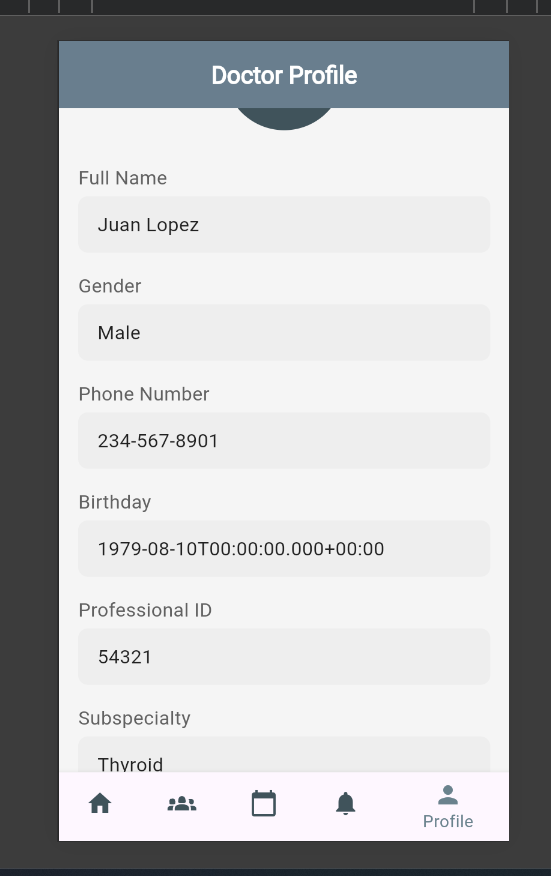 Doctor Profile
Full Name
Juan Lopez
Gender
Male
Phone Number
234-567-8901
Birthday
1979-08-10T00:00:00.000+00:00
Professional ID
54321
Subspecialty
Thyroid
Profile